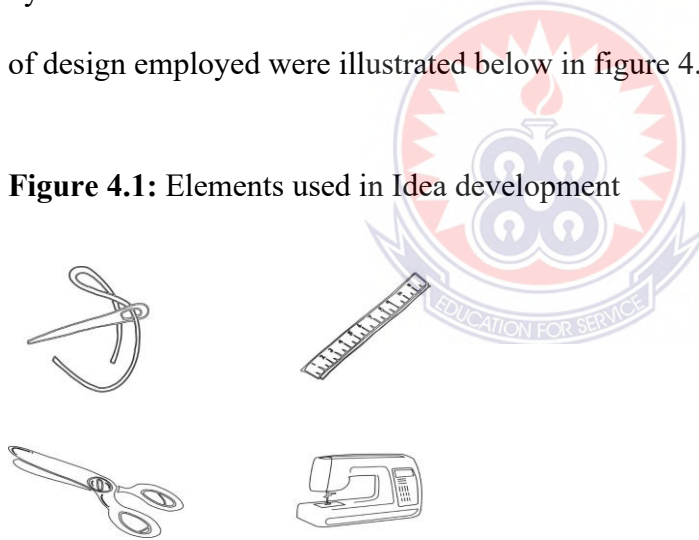 of design employed were illustrated below in figure 4.
Figure 4.1: Elements used in Idea development
EDUCATION FOR SERVICE